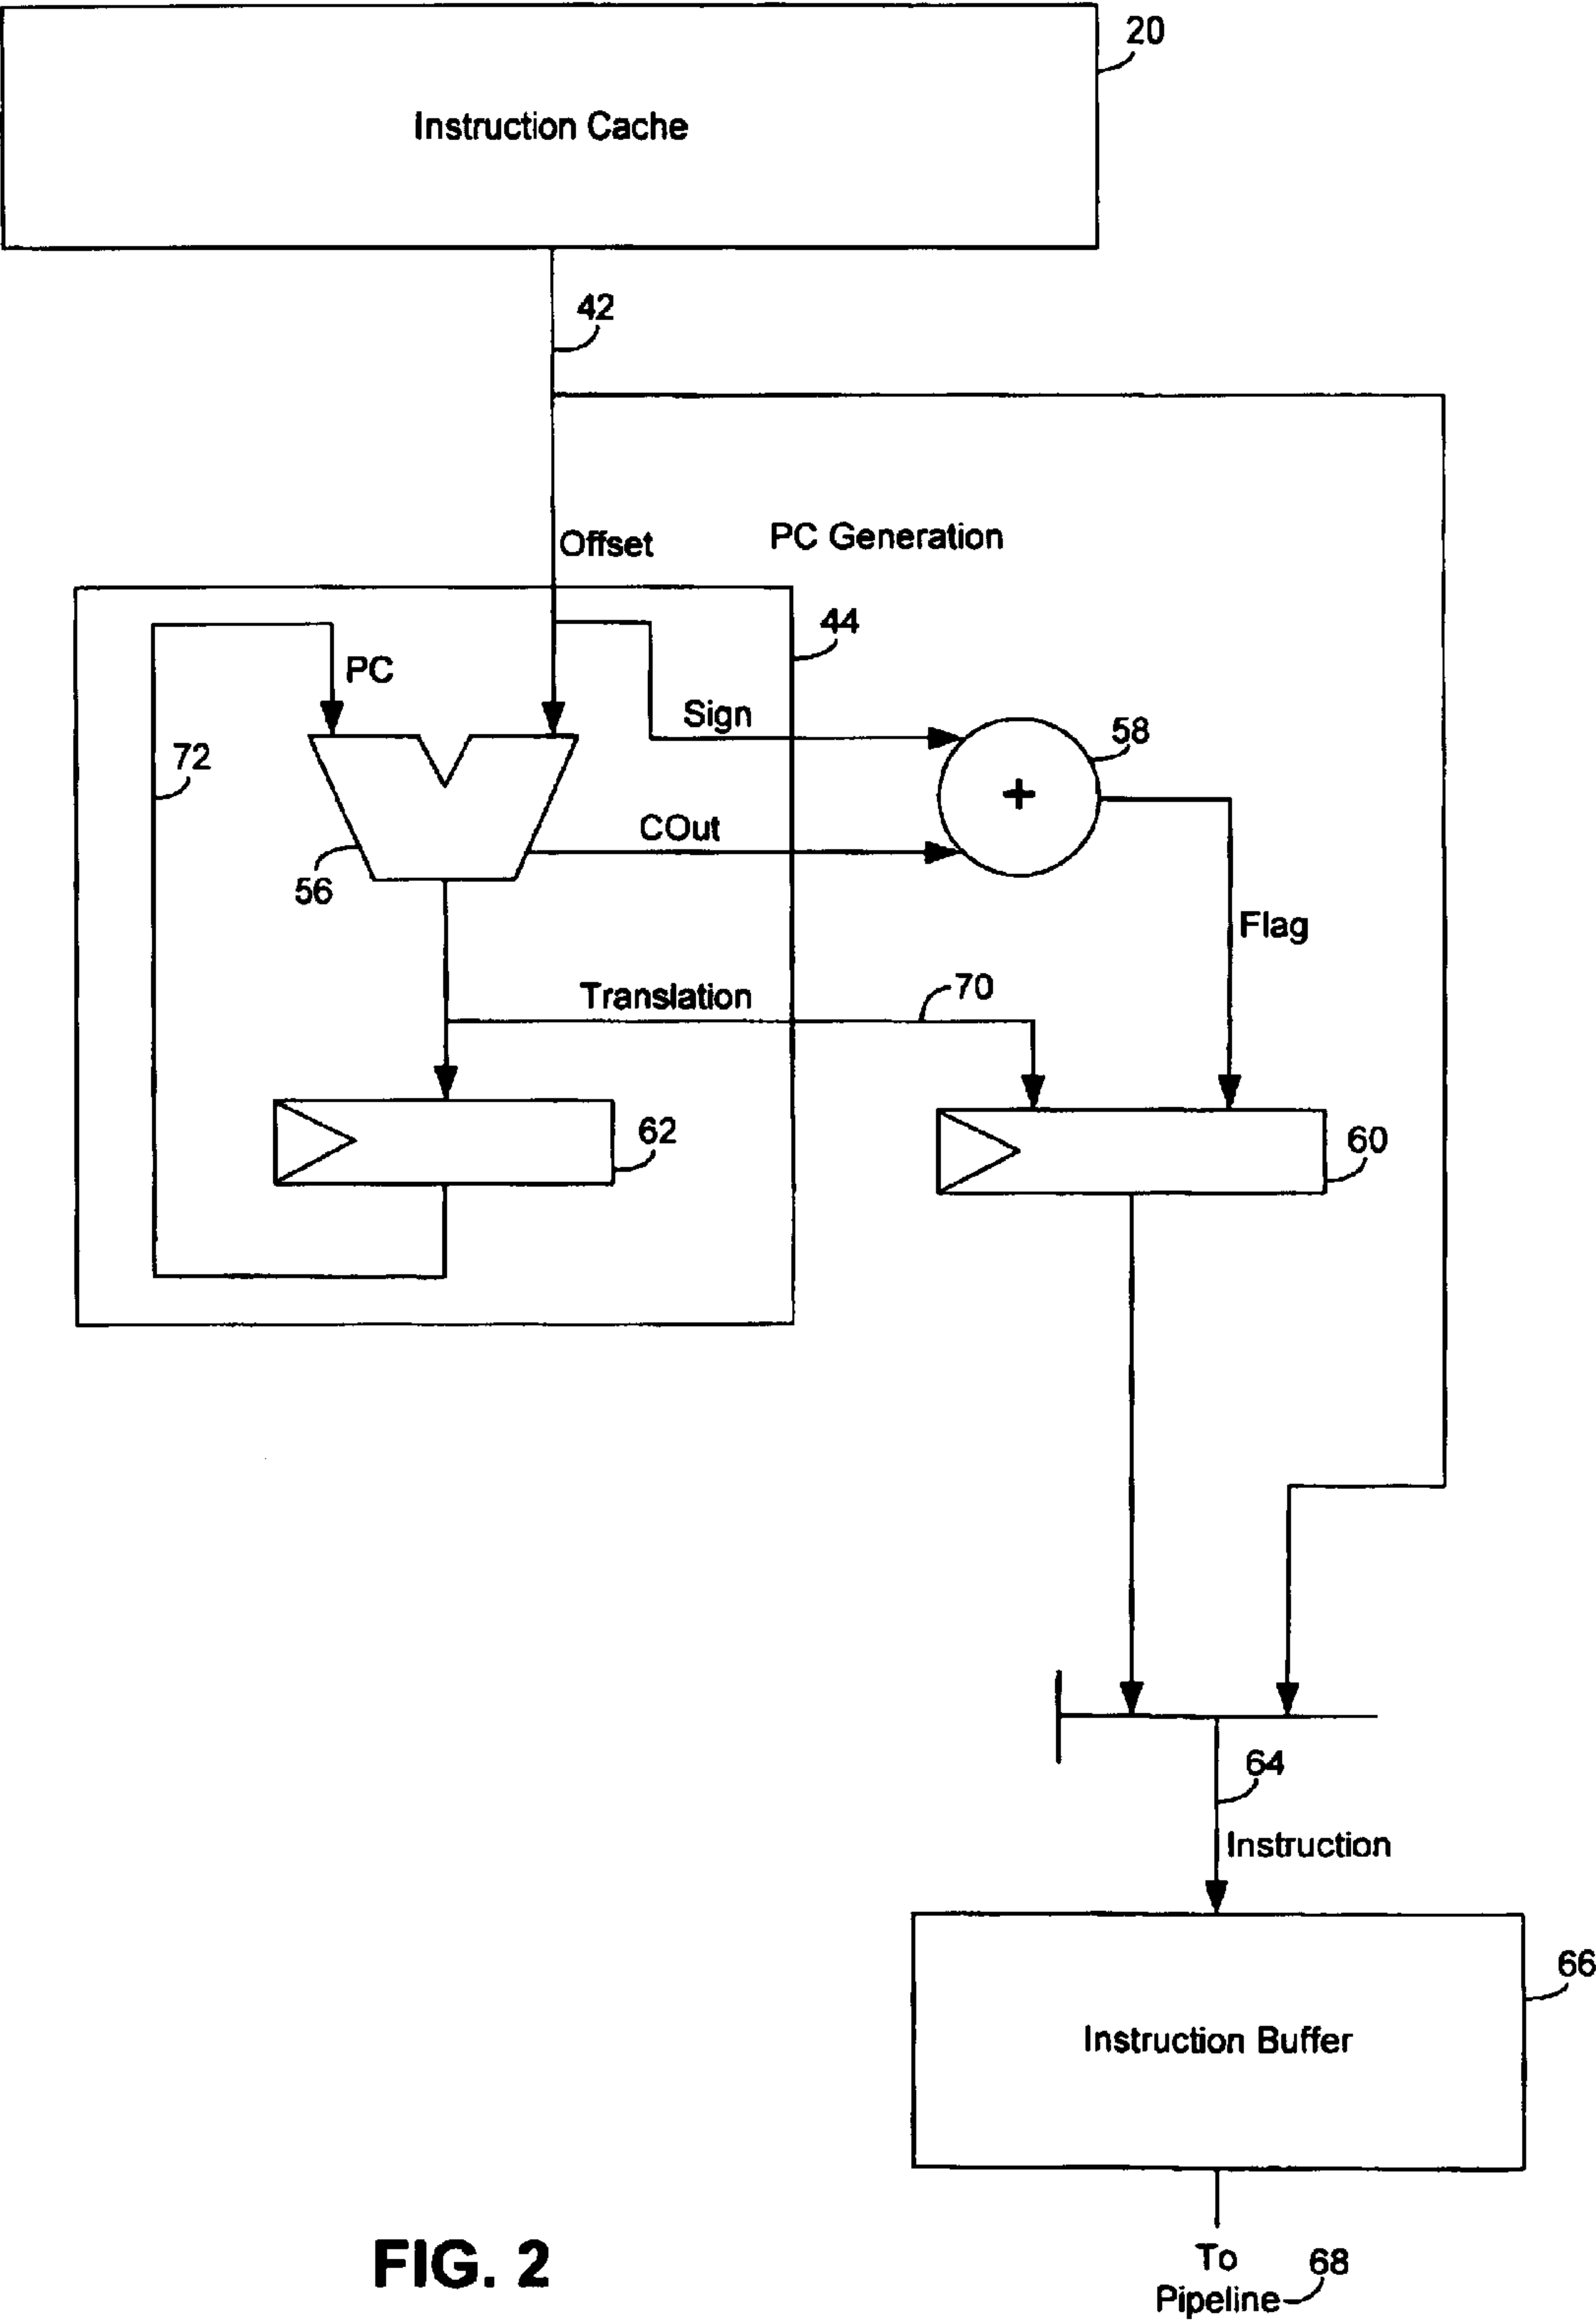 20
Instruction Cache
42
Offset
PC Generation
44
PC
Sign
58
72
COut
56
Flag
Translation
70
62
60
64
Instruction
66
Instruction Buffer
To
68
Pipeline
FIG. 2